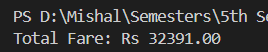 PS D:\Mishal\Semesters\5th Se
Total Fare: Rs 32391.00